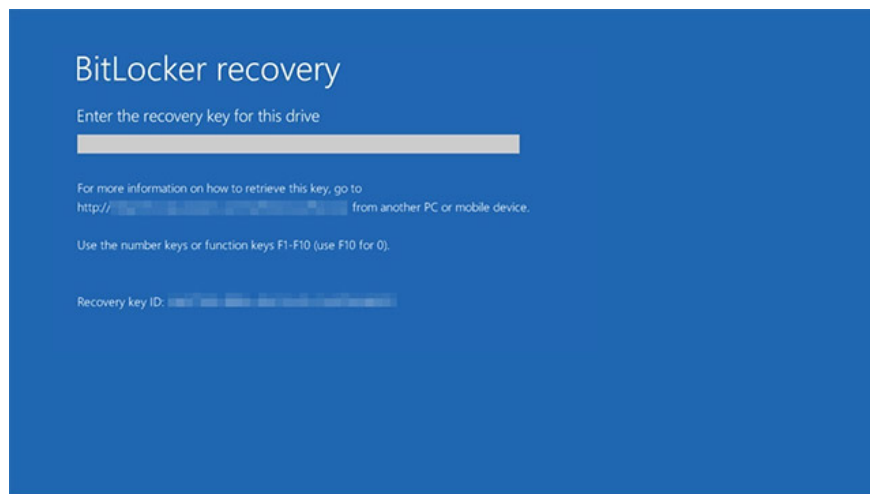 BitLocker recovery
Enter the recovery key for this drive
For more information on how to retrieve this key, go to
http:// from another PC or mobile device.
Use the number keys or function keys F1-F10 (use F10 for 0).
Recovery key ID: